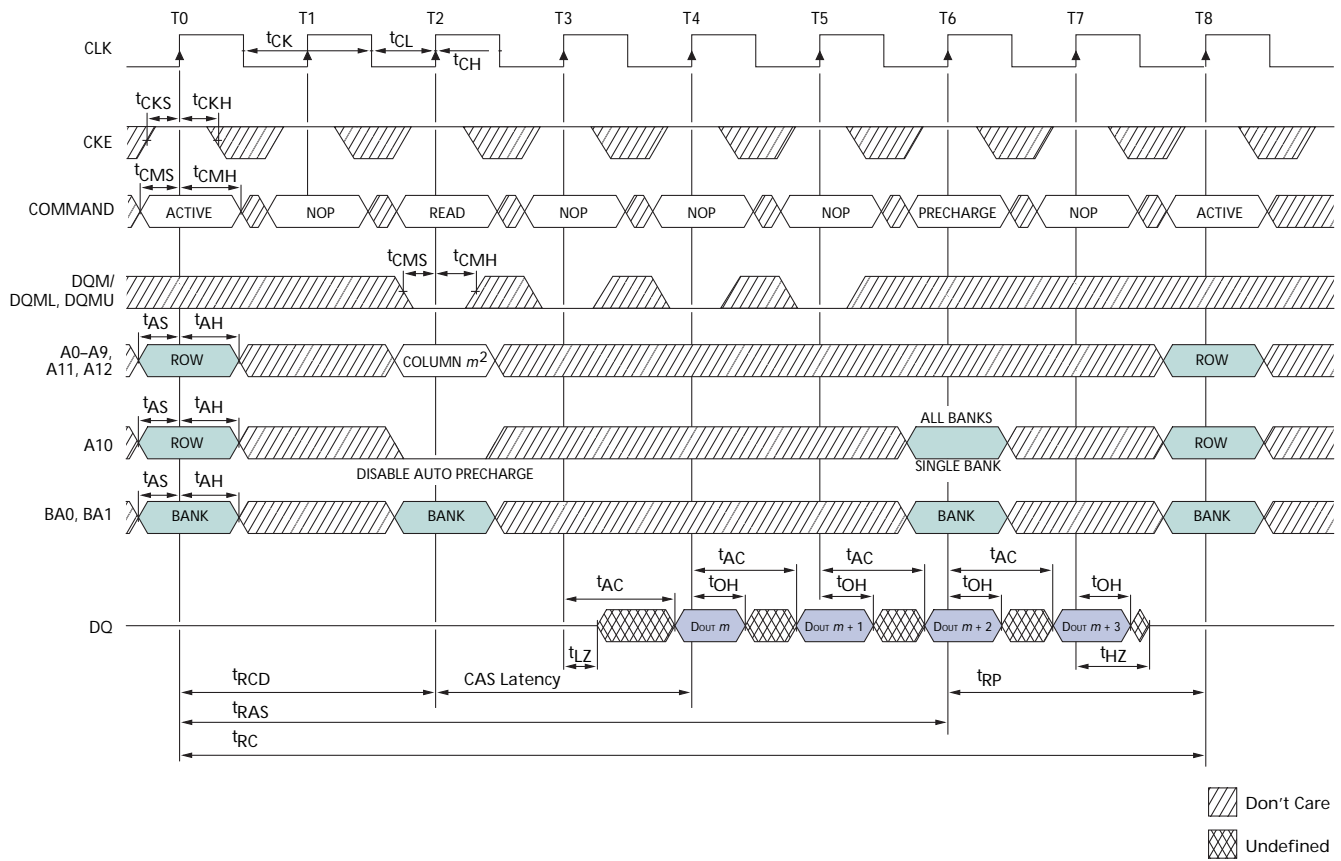 T0 T1 T2 T3 T4 T5 T6 T7 T8
CLK
tCK tCL
tCH
tCKS tCKH
CKE
tCMS tCMH
COMMAND ACTIVE NOP READ NOP NOP NOP PRECHARGE NOP ACTIVE
tCMS tCMH
DQM/
DQML, DQMU
tAS tAH
A0–A9,
A11, A12
ROW COLUMN m2 ROW
tAS tAH
ALL BANKS
A10 ROW ROW
DISABLE AUTO PRECHARGE SINGLE BANK
tAS tAH
BA0, BA1 BANK BANK BANK BANK
tAC tAC tAC tAC
tOH tOH tOH tOH
DQ DOUT m DOUT m + 1 DOUT m + 2 DOUT m + 3
tLZ tHZ
tRCD CAS Latency tRP
tRAS
tRC
Don't Care
Undefined